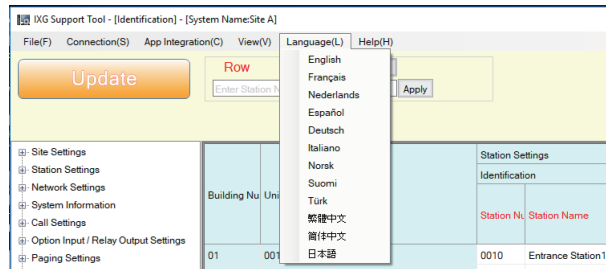 IXG Support Tool - [Identification] - [System Name:Site A]
File(F) Connection(S) App Integration(C) View(V) Language(L) Help(H)
Update
Row
Enter Station
Apply
English
Français
Nederlands
Español
Deutsch
Italiano
Norsk
Suomi
Türk
繁體中文
简体中文
日本語
Site Settings
Station Settings
Network Settings
System Information
Call Settings
Option Input / Relay Output Settings
Paging Settings
Station Settings
Identification
Building Nu Uni
Station Nu Station Name
01 001 0010 Entrance Station1